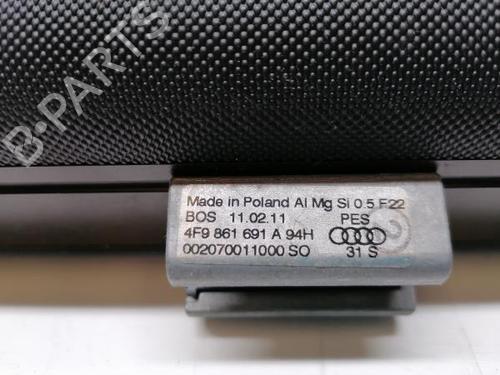 B-PARTS
Made in Poland Al Mg Si 0.5 F22
BOS 11.02.11 PES
4F9 861 691 A 94H
002070011000 SO 31 S